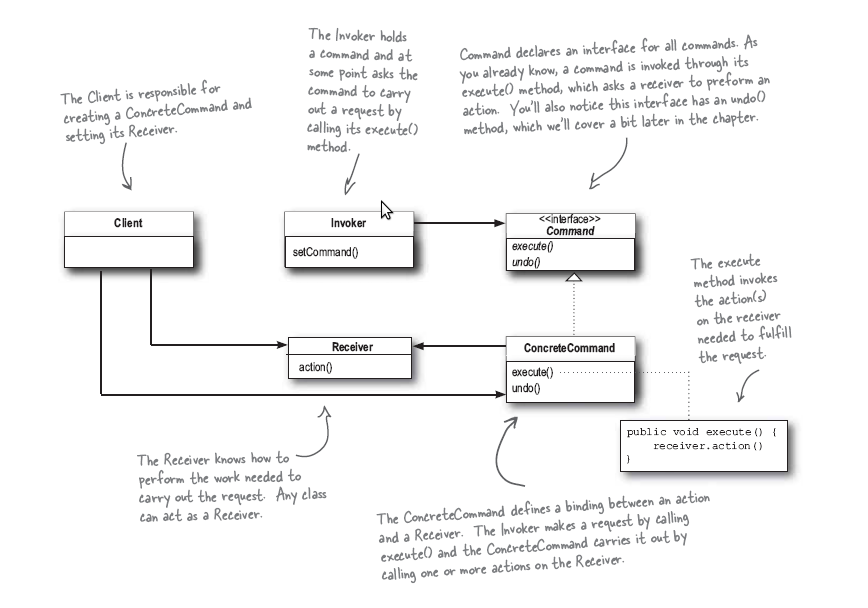 The Client is responsible for
creating a ConcreteCommand and
setting its Receiver.
The Invoker holds
a command and at
some point asks the
command to carry
out a request by
calling its execute()
method.
Command declares an interface for all commands. As
you already know, a command is invoked through its
execute() method, which asks a receiver to preform an
action. You'll also notice this interface has an undo()
method, which we'll cover a bit later in the chapter.
Client
Invoker
setCommand()
<<interface>>
Command
execute()
undo()
The execute
method invokes
the action(s)
on the receiver
needed to fulfill
the request.
Receiver
action()
ConcreteCommand
execute()
undo()
public void execute() {
receiver.action()
}
The Receiver knows how to
perform the work needed to
carry out the request. Any class
can act as a Receiver.
The ConcreteCommand defines a binding between an action
and a Receiver. The Invoker makes a request by calling
execute() and the ConcreteCommand carries it out by
calling one or more actions on the Receiver.